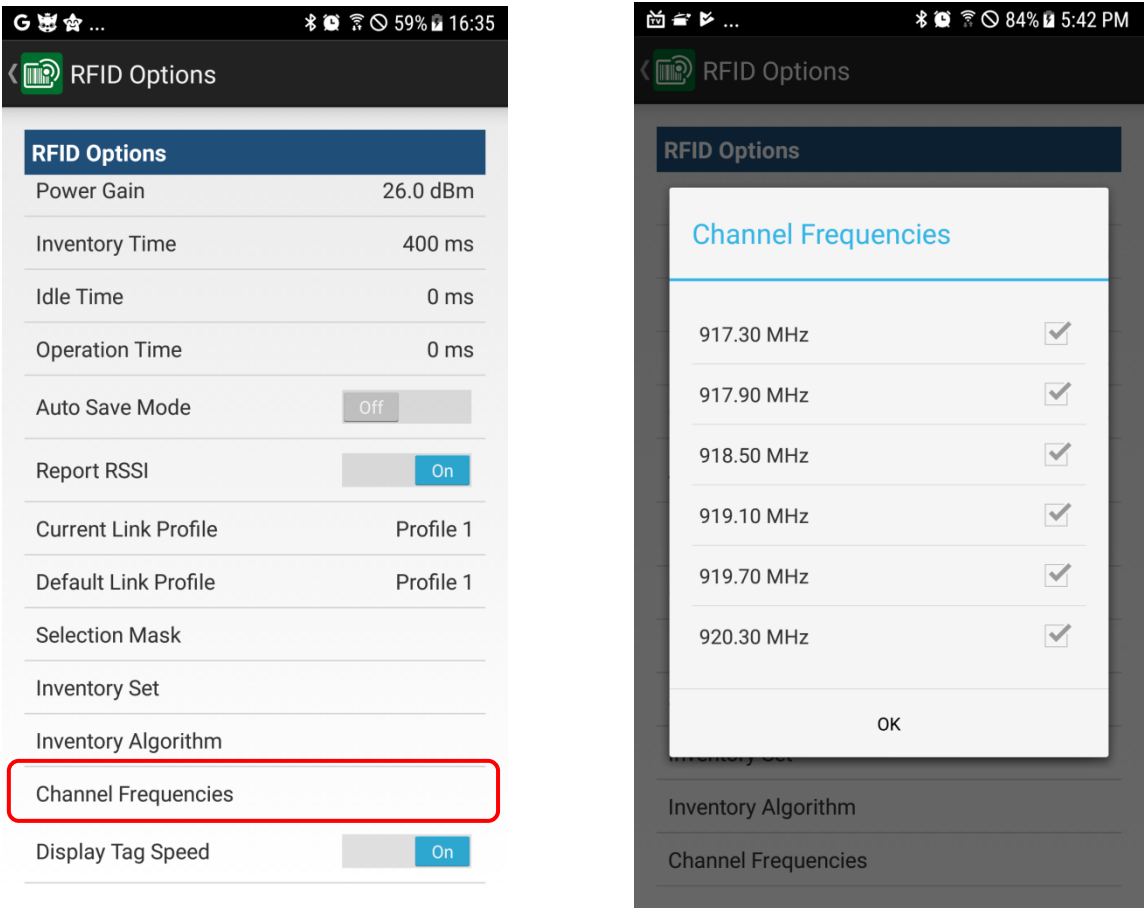 G ... 59% 16:35
RFID Options
RFID Options
Power Gain 26.0 dBm
Inventory Time 400 ms
Idle Time 0 ms
Operation Time 0 ms
Auto Save Mode Off
Report RSSI On
Current Link Profile Profile 1
Default Link Profile Profile 1
Selection Mask
Inventory Set
Inventory Algorithm
Channel Frequencies
Display Tag Speed On
... 84% 5:42 PM
RFID Options
RFID Options
Channel Frequencies
917.30 MHz
917.90 MHz
918.50 MHz
919.10 MHz
919.70 MHz
920.30 MHz
OK
Inventory Set
Inventory Algorithm
Channel Frequencies